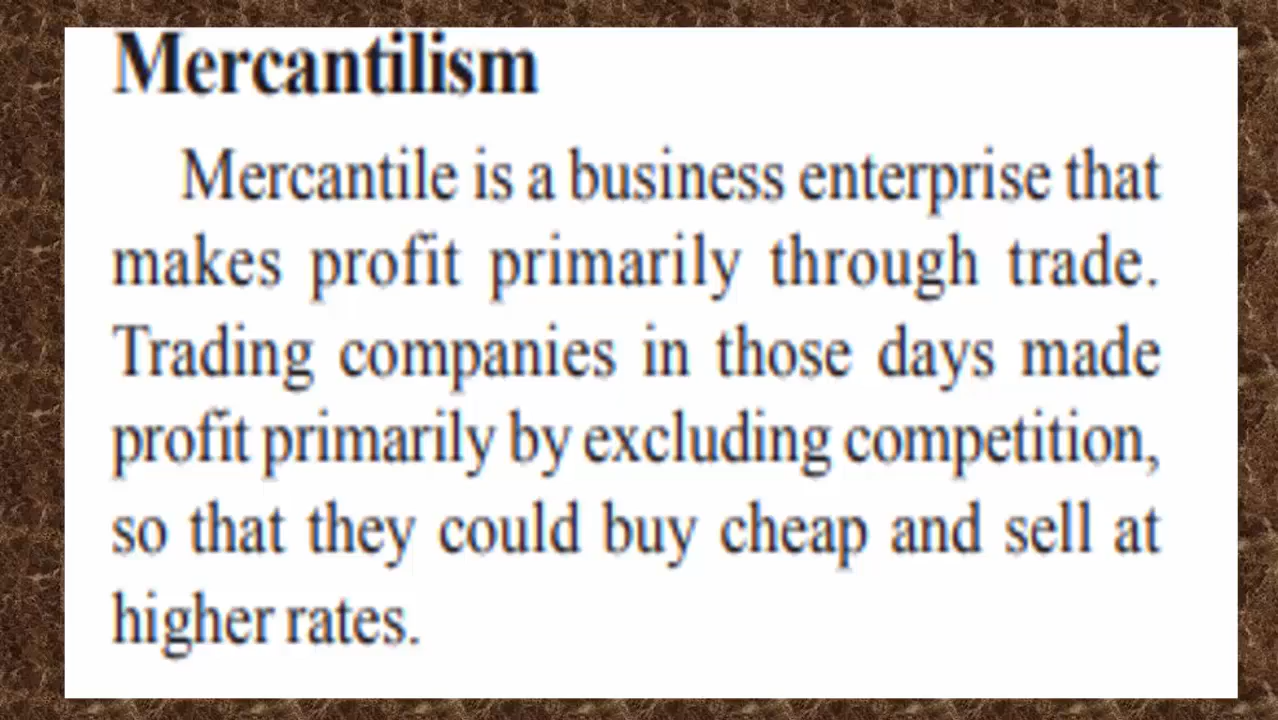 Mercantilism
Mercantile is a business enterprise that
makes profit primarily through trade.
Trading companies in those days made
profit primarily by excluding competition,
so that they could buy cheap and sell at
higher rates.